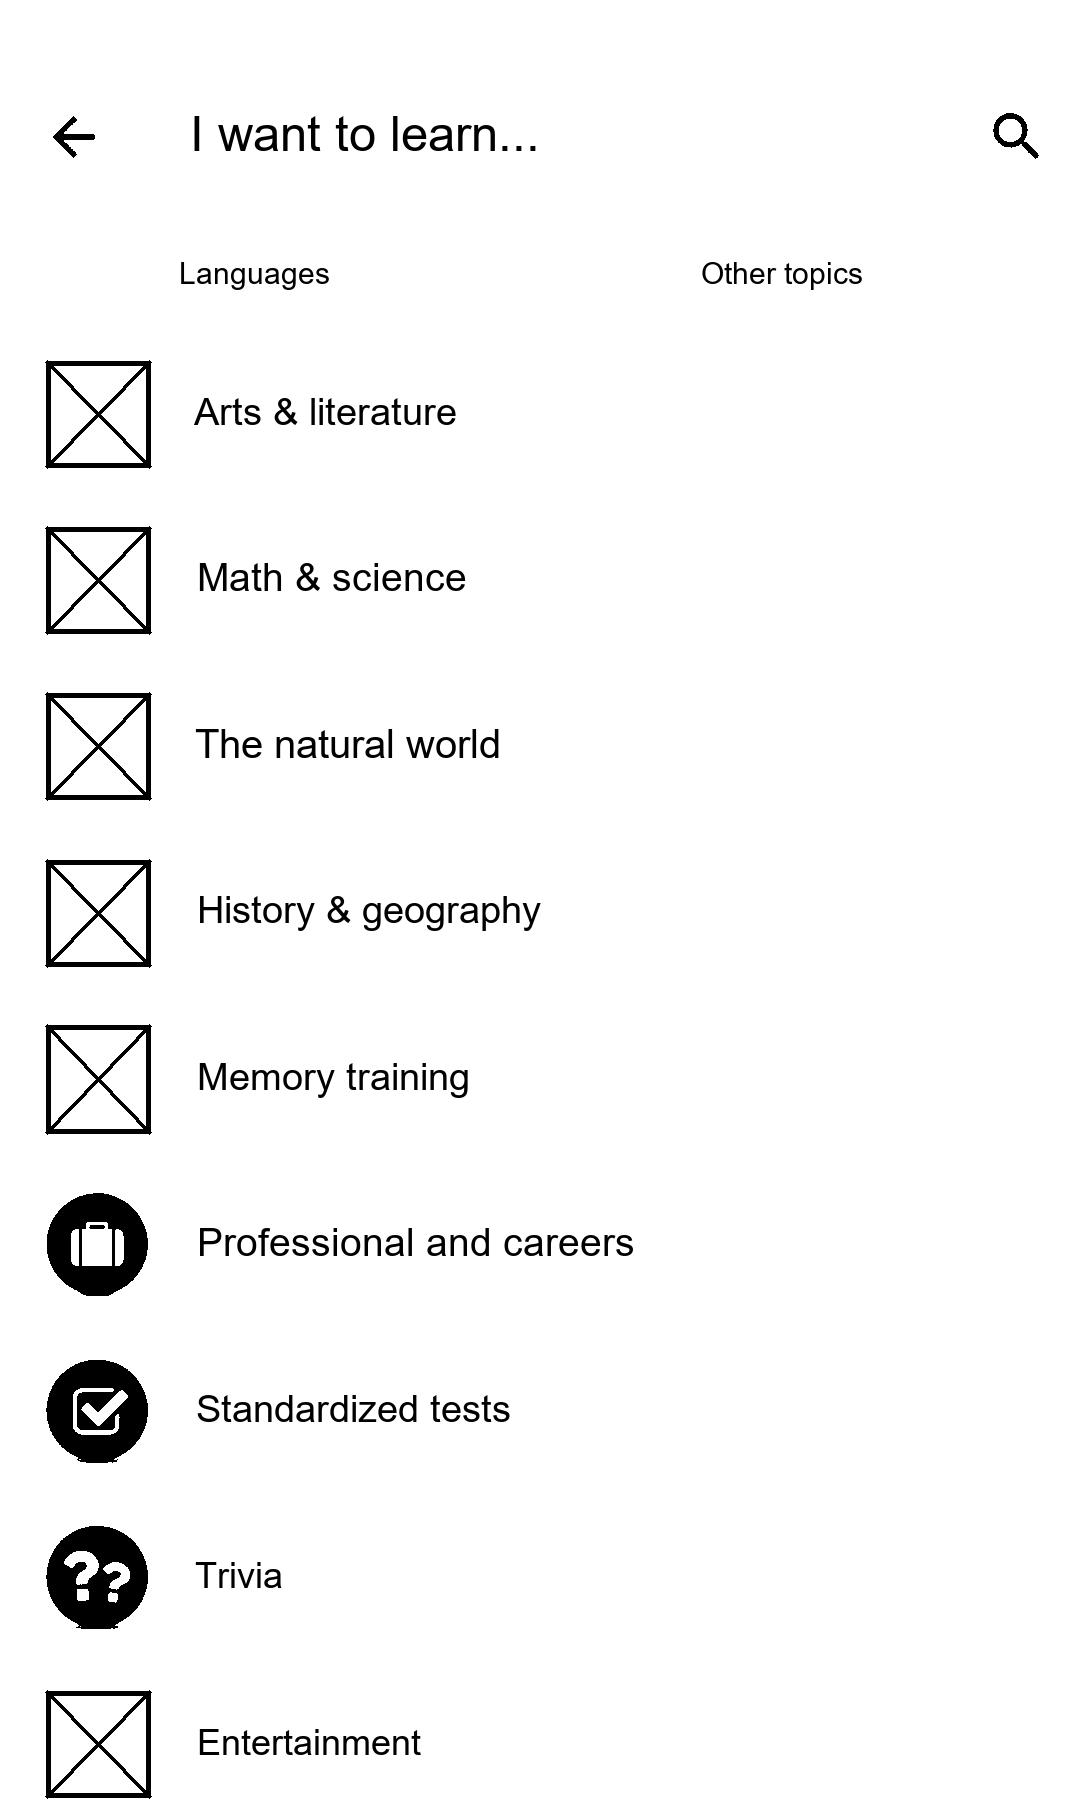 I want to learn...
Languages
Other topics
Arts & literature
Math & science
The natural world
History & geography
Memory training
Professional and careers
Standardized tests
??
Trivia
Entertainment